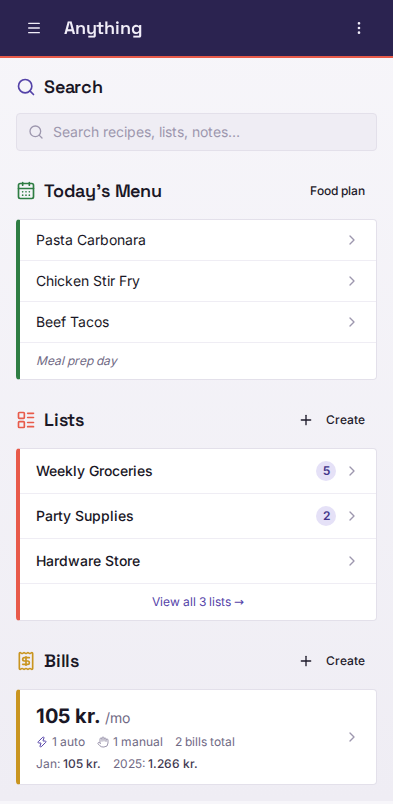 Anything
Search
Search recipes, lists, notes...
Today's Menu
Food plan
Pasta Carbonara
Chicken Stir Fry
Beef Tacos
Meal prep day
Lists
+ Create
Weekly Groceries 5
Party Supplies 2
Hardware Store
View all 3 lists →
Bills
+ Create
105 kr. /mo
1 auto 1 manual 2 bills total
Jan: 105 kr. 2025: 1.266 kr.